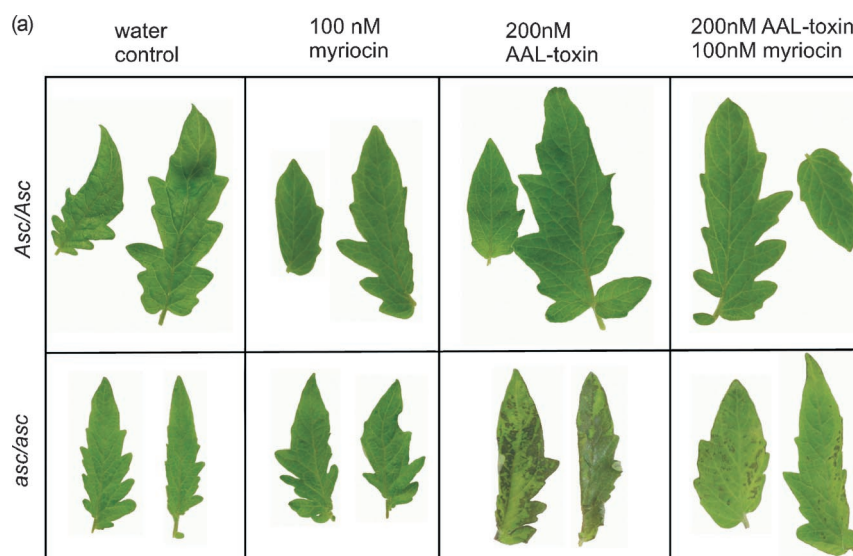 (a)
water
control
100 nM
myriocin
200nM
AAL-toxin
200nM AAL-toxin
100nM myriocin
Asc/Asc
asc/asc